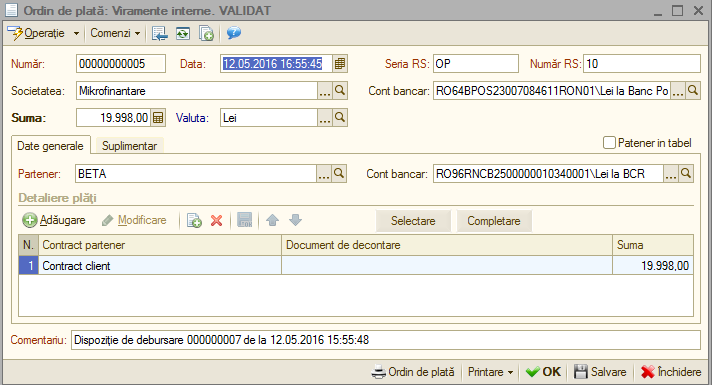 Ordin de plată: Viramente interne. VALIDAT
Operație Comenzi
Număr: 00000000005 Data: 12.05.2016 16:55:45 Seria RS: OP Număr RS: 10
Societatea: Mikrofinantare Cont bancar: RO64BPOS23007084611RON01\Lei la Banc Po
Suma: 19.998,00 Valuta: Lei
Date generale Suplimentar Patener in tabel
Partener: BETA Cont bancar: RO96RNCB2500000010340001\Lei la BCR
Detaliere plăți
Adăugare Modificare Selectare Completare
N. Contract partener Document de decontare Suma
1 Contract client 19.998,00
Comentariu: Dispoziție de debursare 000000007 de la 12.05.2016 15:55:48
Ordin de plată Printare OK Salvare Închidere